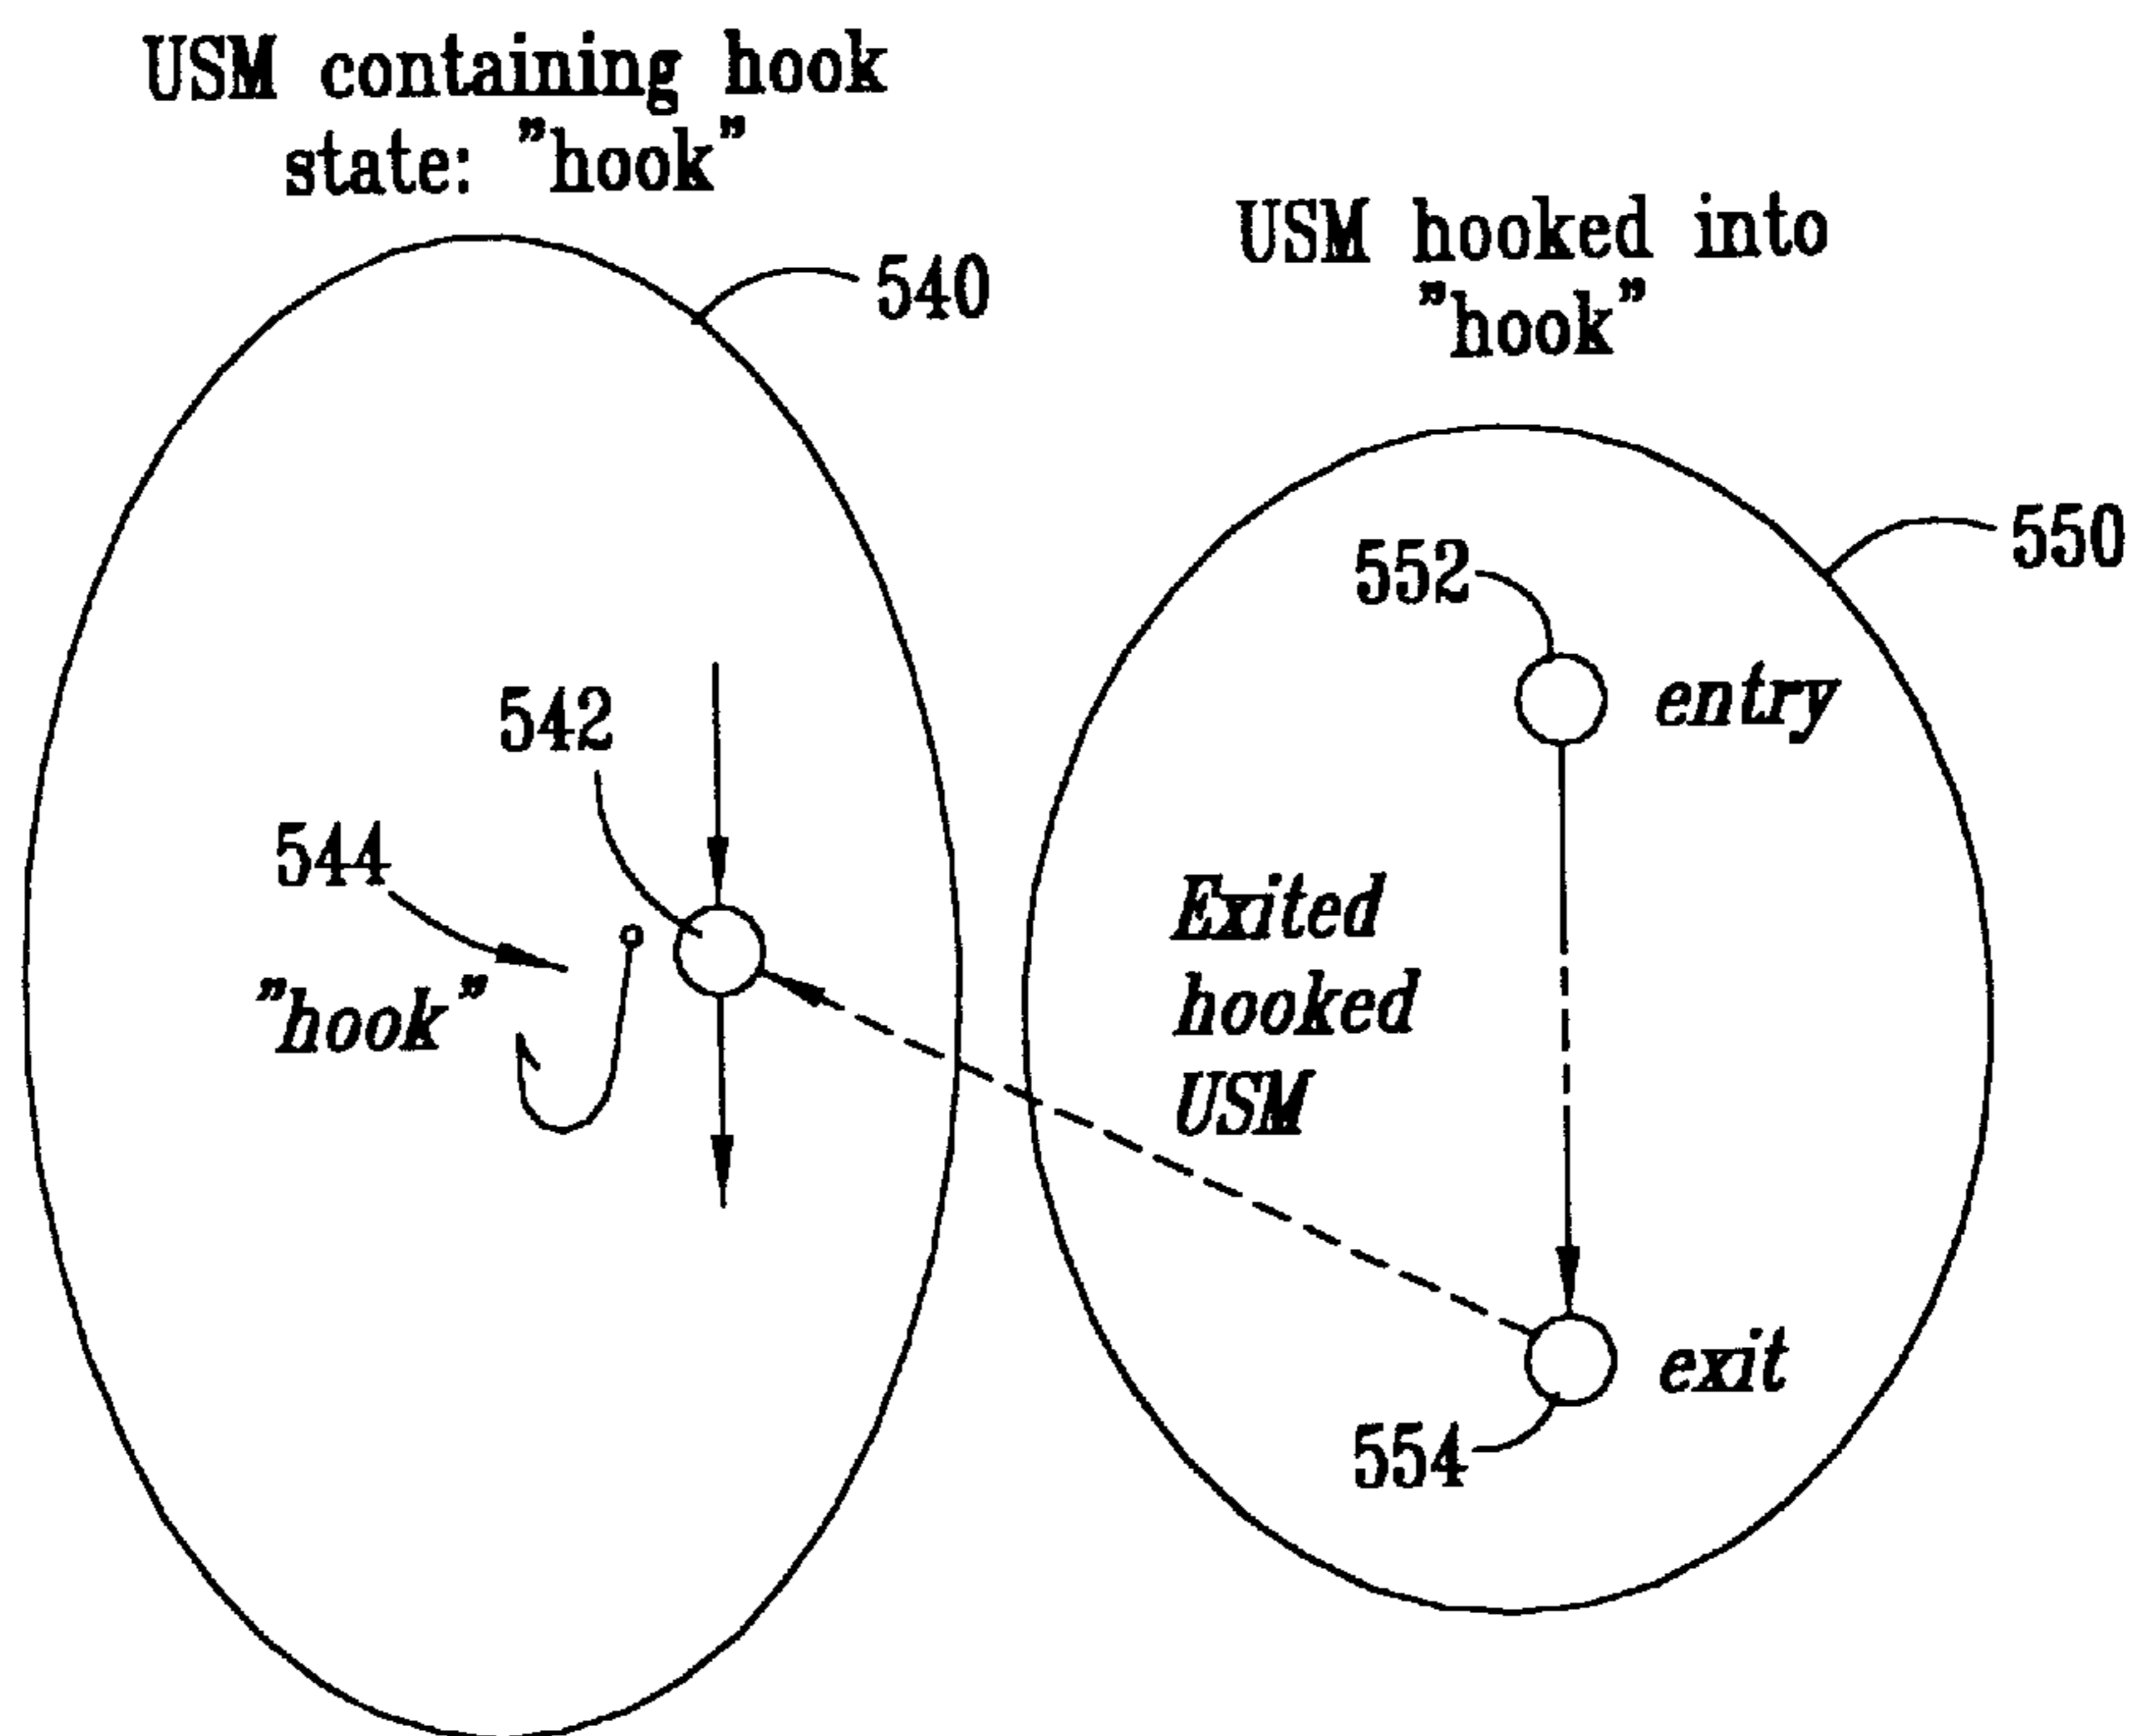 USM containing hook
state: "hook"
540
USM hooked into
"hook"
550
552
entry
542
544
"hook"
Exited
hooked
USM
exit
554